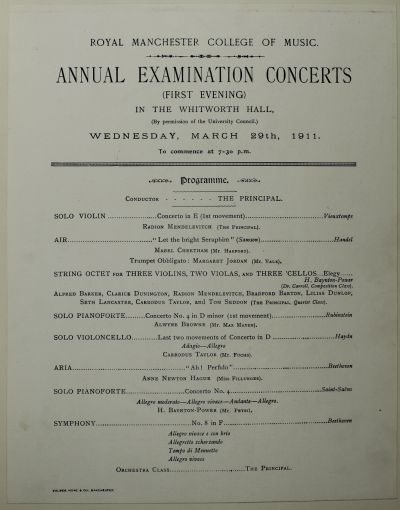 ROYAL MANCHESTER COLLEGE OF MUSIC.
ANNUAL EXAMINATION CONCERTS
(FIRST EVENING)
IN THE WHITWORTH HALL,
(By permission of the University Council.)
WEDNESDAY, MARCH 29th, 1911.
To commence at 7-30 p.m.
Programme.
CONDUCTOR - - - - - - THE PRINCIPAL.
SOLO VIOLIN ..................Concerto in E (1st movement)..................Vieuxtemps
RADION MENDELEVITCH (THE PRINCIPAL).
AIR.................."Let the bright Seraphim" (Samson)..................Handel
MABEL CHEETHAM (MR. HARFORD).
Trumpet Obbligato: MARGARET JORDAN (MR. VALK).
STRING OCTET FOR THREE VIOLINS, TWO VIOLAS, AND THREE 'CELLOS...Elegy......
H. Baynton-Power
(Dr. Carroll, Composition Class).
ALFRED BARKER, CLARICE DUNINGTON, RADION MENDELEVITCH, BRADFORD BARTON, LILIAS DUNLOP,
SETH LANCASTER, CARRODUS TAYLOR, and TOM SEDDON (THE PRINCIPAL, Quartet Class).
SOLO PIANOFORTE............Concerto No. 4 in D minor (1st movement)............Rubinstein
ALWYNE BROWNE (MR. MAX MAYER).
SOLO VIOLONCELLO............Last two movements of Concerto in D ............Haydn
Adagio—Allegro
CARRODUS TAYLOR (MR. FUCHS).
ARIA.................."Ah! Perfido"..................Beethoven
ANNE NEWTON HAGUE (MISS FILLUNGER).
SOLO PIANOFORTE..................Concerto No. 4..................Saint-Saëns
Allegro moderato—Allegro vivace—Andante—Allegro.
H. BAYNTON-POWER (MR. PETRI).
SYMPHONY ..................No. 8 in F..................Beethoven
Allegro vivace e con brio
Allegretto scherzando
Tempo di Menuetto
Allegro vivace
ORCHESTRA CLASS..................THE PRINCIPAL.